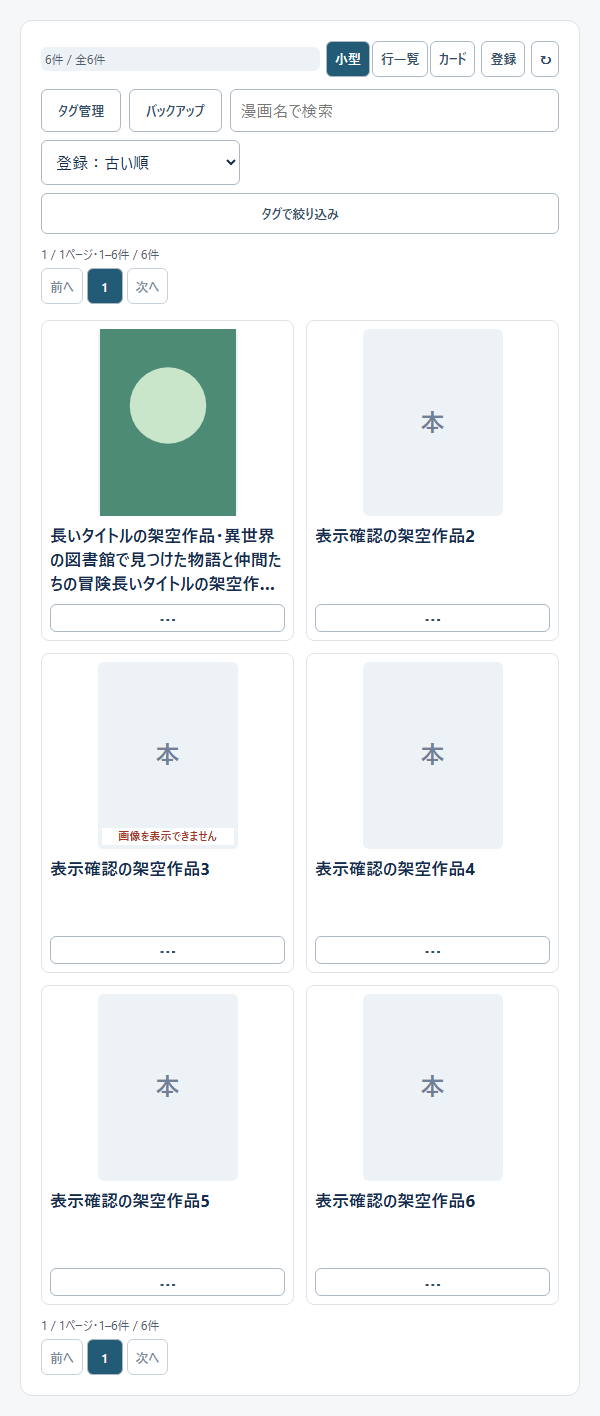 6件 / 全6件 小型 行一覧 カード 登録 ↻
タグ管理 バックアップ 漫画名で検索
登録：古い順
タグで絞り込み
1 / 1ページ・1–6件 / 6件
前へ 1 次へ
長いタイトルの架空作品・異世界
の図書館で見つけた物語と仲間た
ちの冒険長いタイトルの架空作…
…
本
表示確認の架空作品2
…
本
画像を表示できません
表示確認の架空作品3
…
本
表示確認の架空作品4
…
本
表示確認の架空作品5
…
本
表示確認の架空作品6
…
1 / 1ページ・1–6件 / 6件
前へ 1 次へ